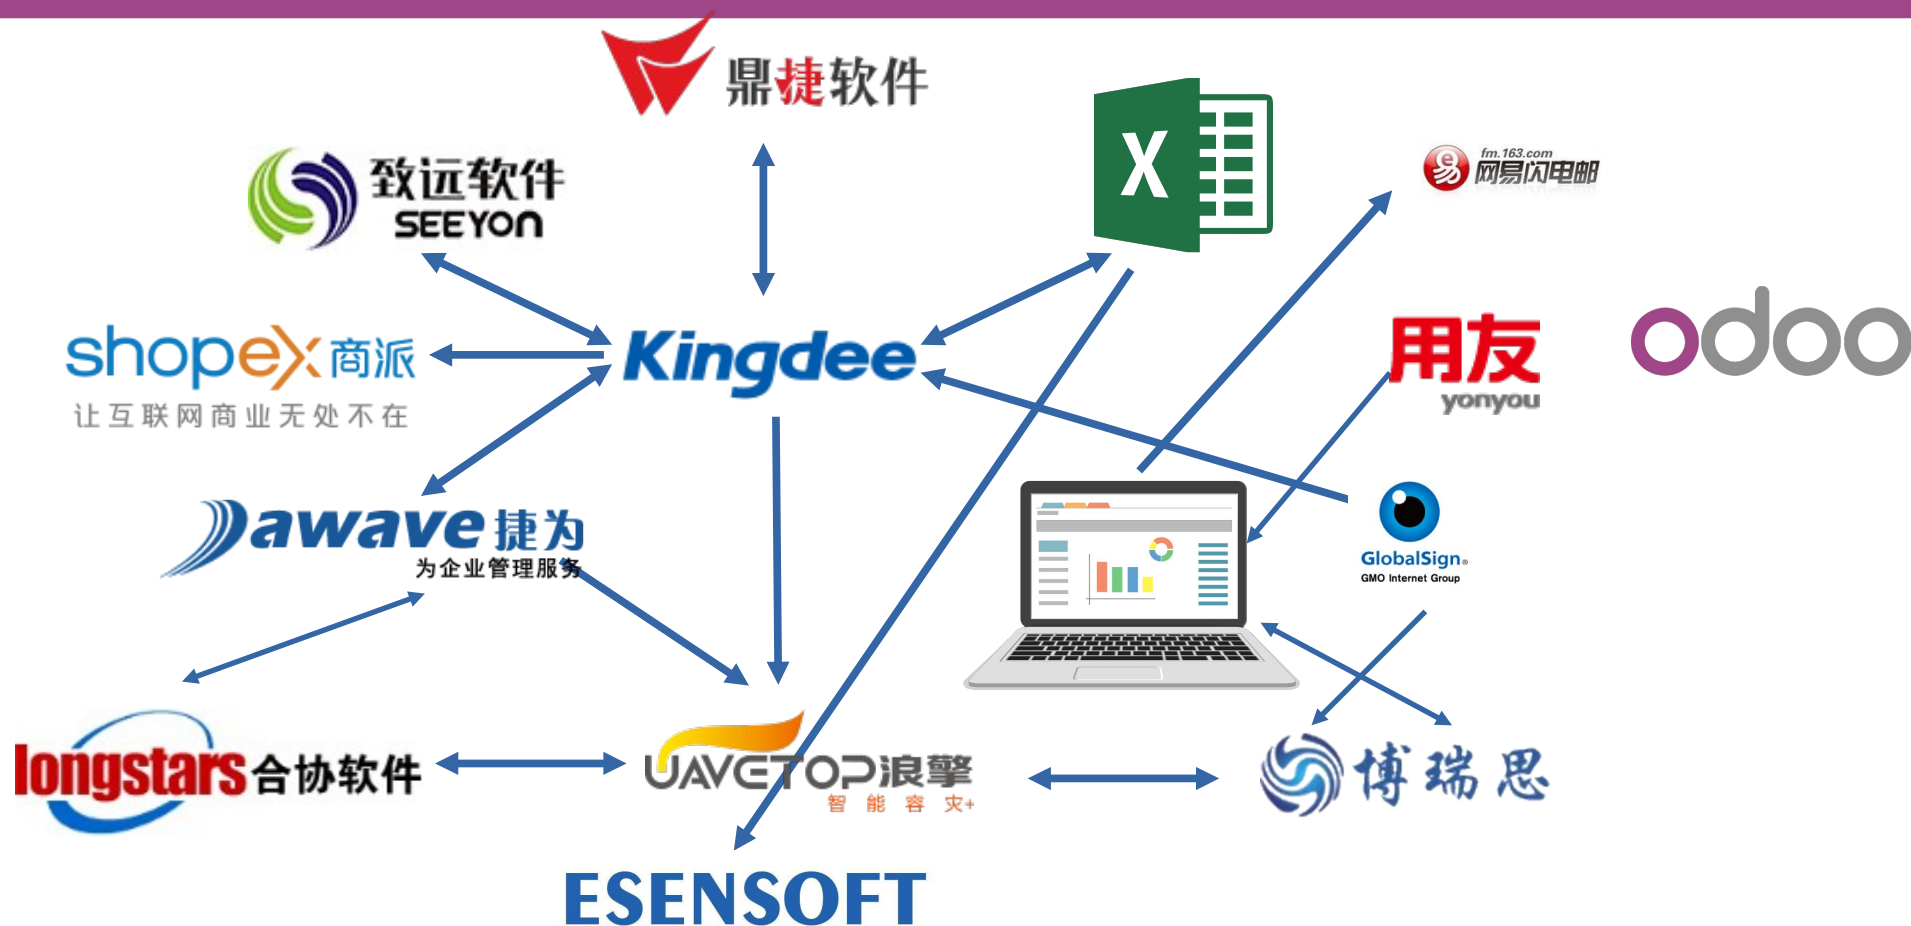 鼎捷软件
X
fm.163.com
易 网易闪电邮
致远软件
SEEYON
shopex商派
让互联网商业无处不在
Kingdee
用友
yonyou
odoo
Dawave捷为
为企业管理服务
GlobalSign®
GMO Internet Group
longstars合协软件
UAVETOP浪擎
智能容灾+
博瑞思
ESENSOFT